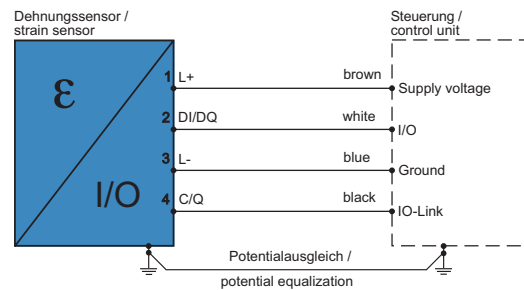 Dehnungssensor /
strain sensor
Steuerung /
control unit
ε
I/O
1 L+ brown Supply voltage
2 DI/DQ white I/O
3 L- blue Ground
4 C/Q black IO-Link
Potentialausgleich /
potential equalization